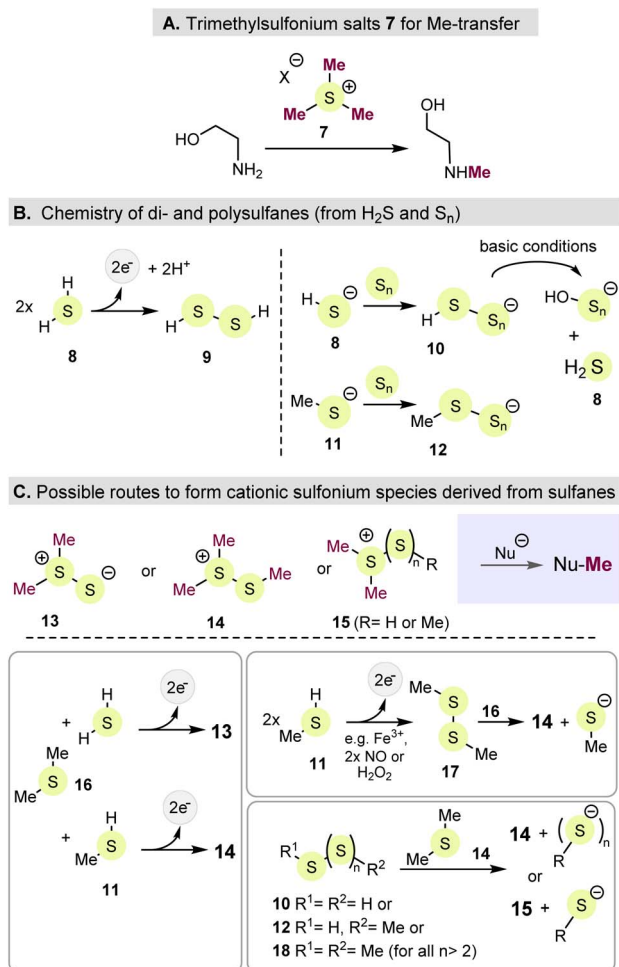 A. Trimethylsulfonium salts 7 for Me-transfer
X⊖
Me
S⊕
Me Me
7
HO
NH2
OH
NHMe
B. Chemistry of di- and polysulfanes (from H2S and Sn)
2x
H
S
H
8
2e- + 2H+
H S S H
9
H S⊖
8
Sn
H S Sn⊖
10
basic conditions
HO Sn⊖
+
H2S
8
Me S⊖
11
Sn
Me S Sn⊖
12
C. Possible routes to form cationic sulfonium species derived from sulfanes
Me
⊕ S S ⊖
Me
13
or
Me
⊕ S S Me
Me
14
or
Me ⊕ S (S)n R
Me
15 (R= H or Me)
Nu⊖
Nu-Me
+
H
S
H
2e-
13
Me
S 16
Me
+
H
S
Me
11
2e-
14
2x
H
S
Me
11
2e-
e.g. Fe3+,
2x NO or
H2O2
Me
S
S
Me
17
16
14 +
S⊖
Me
R1 S (S)n R2
10 R1= R2= H or
12 R1= H, R2= Me or
18 R1= R2= Me (for all n> 2)
Me
S
Me
14
14 + (S⊖)n
R
or
15 + S⊖
R